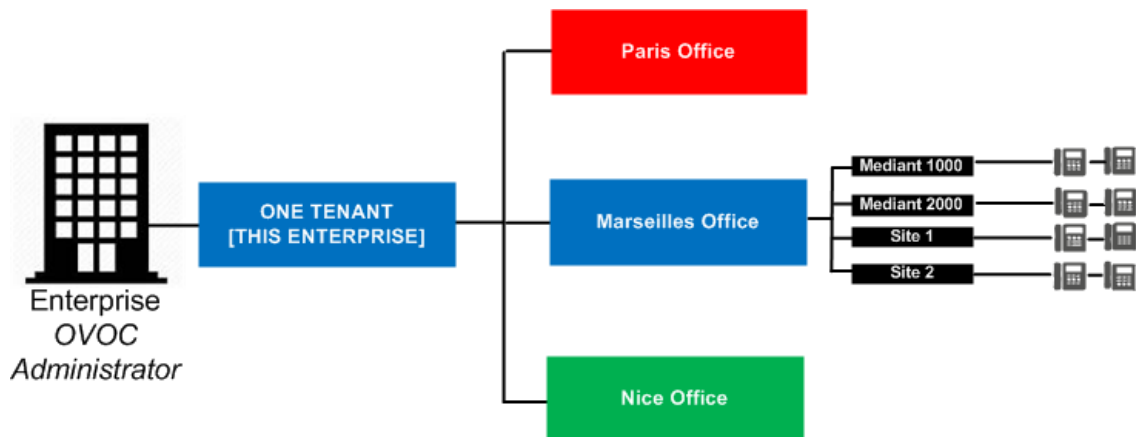 Paris Office
Mediant 1000
Mediant 2000
ONE TENANT
[THIS ENTERPRISE]
Marseilles Office
Site 1
Site 2
Enterprise
OVOC
Administrator
Nice Office